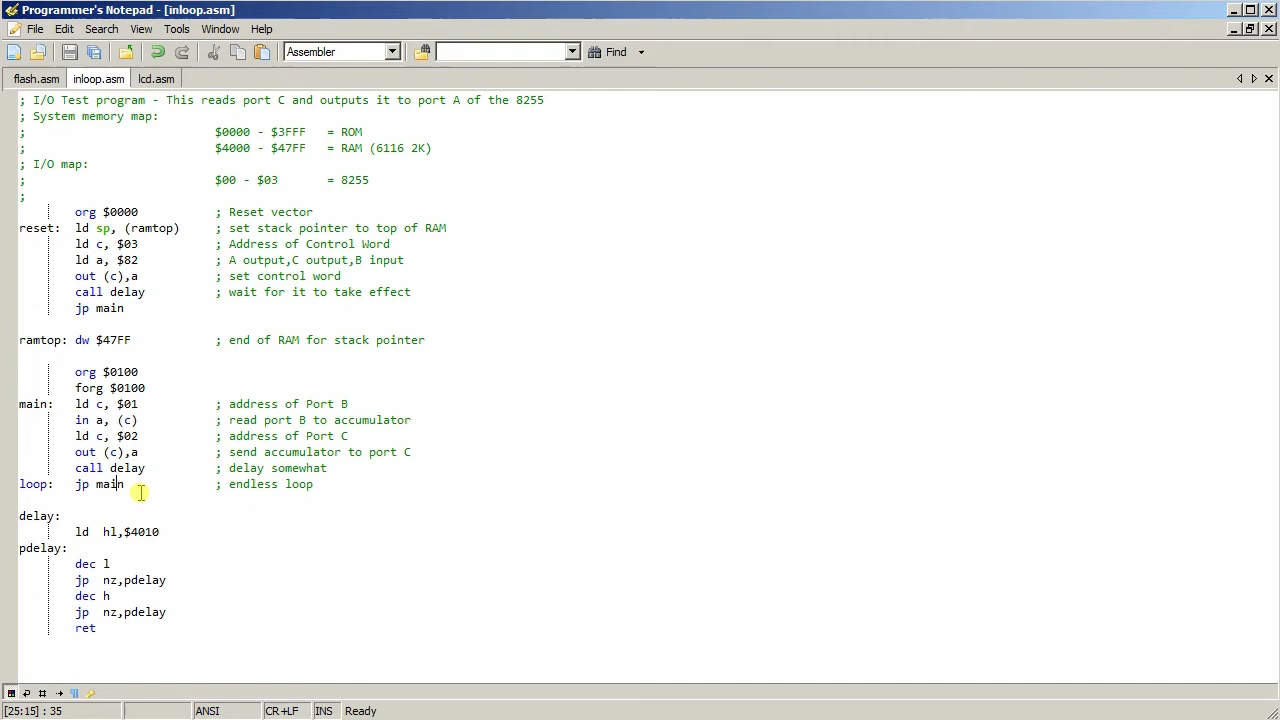 Programmer's Notepad - [inloop.asm]
File Edit Search View Tools Window Help
Assembler Find
flash.asm inloop.asm lcd.asm
; I/O Test program - This reads port C and outputs it to port A of the 8255
; System memory map:
; $0000 - $3FFF = ROM
; $4000 - $47FF = RAM (6116 2K)
; I/O map:
; $00 - $03 = 8255
;
org $0000 ; Reset vector
reset: ld sp, (ramtop) ; set stack pointer to top of RAM
ld c, $03 ; Address of Control Word
ld a, $82 ; A output,C output,B input
out (c),a ; set control word
call delay ; wait for it to take effect
jp main
ramtop: dw $47FF ; end of RAM for stack pointer
org $0100
forg $0100
main: ld c, $01 ; address of Port B
in a, (c) ; read port B to accumulator
ld c, $02 ; address of Port C
out (c),a ; send accumulator to port C
call delay ; delay somewhat
loop: jp main ; endless loop
delay:
ld hl,$4010
pdelay:
dec l
jp nz,pdelay
dec h
jp nz,pdelay
ret
[25:15] : 35 ANSI CR+LF INS Ready